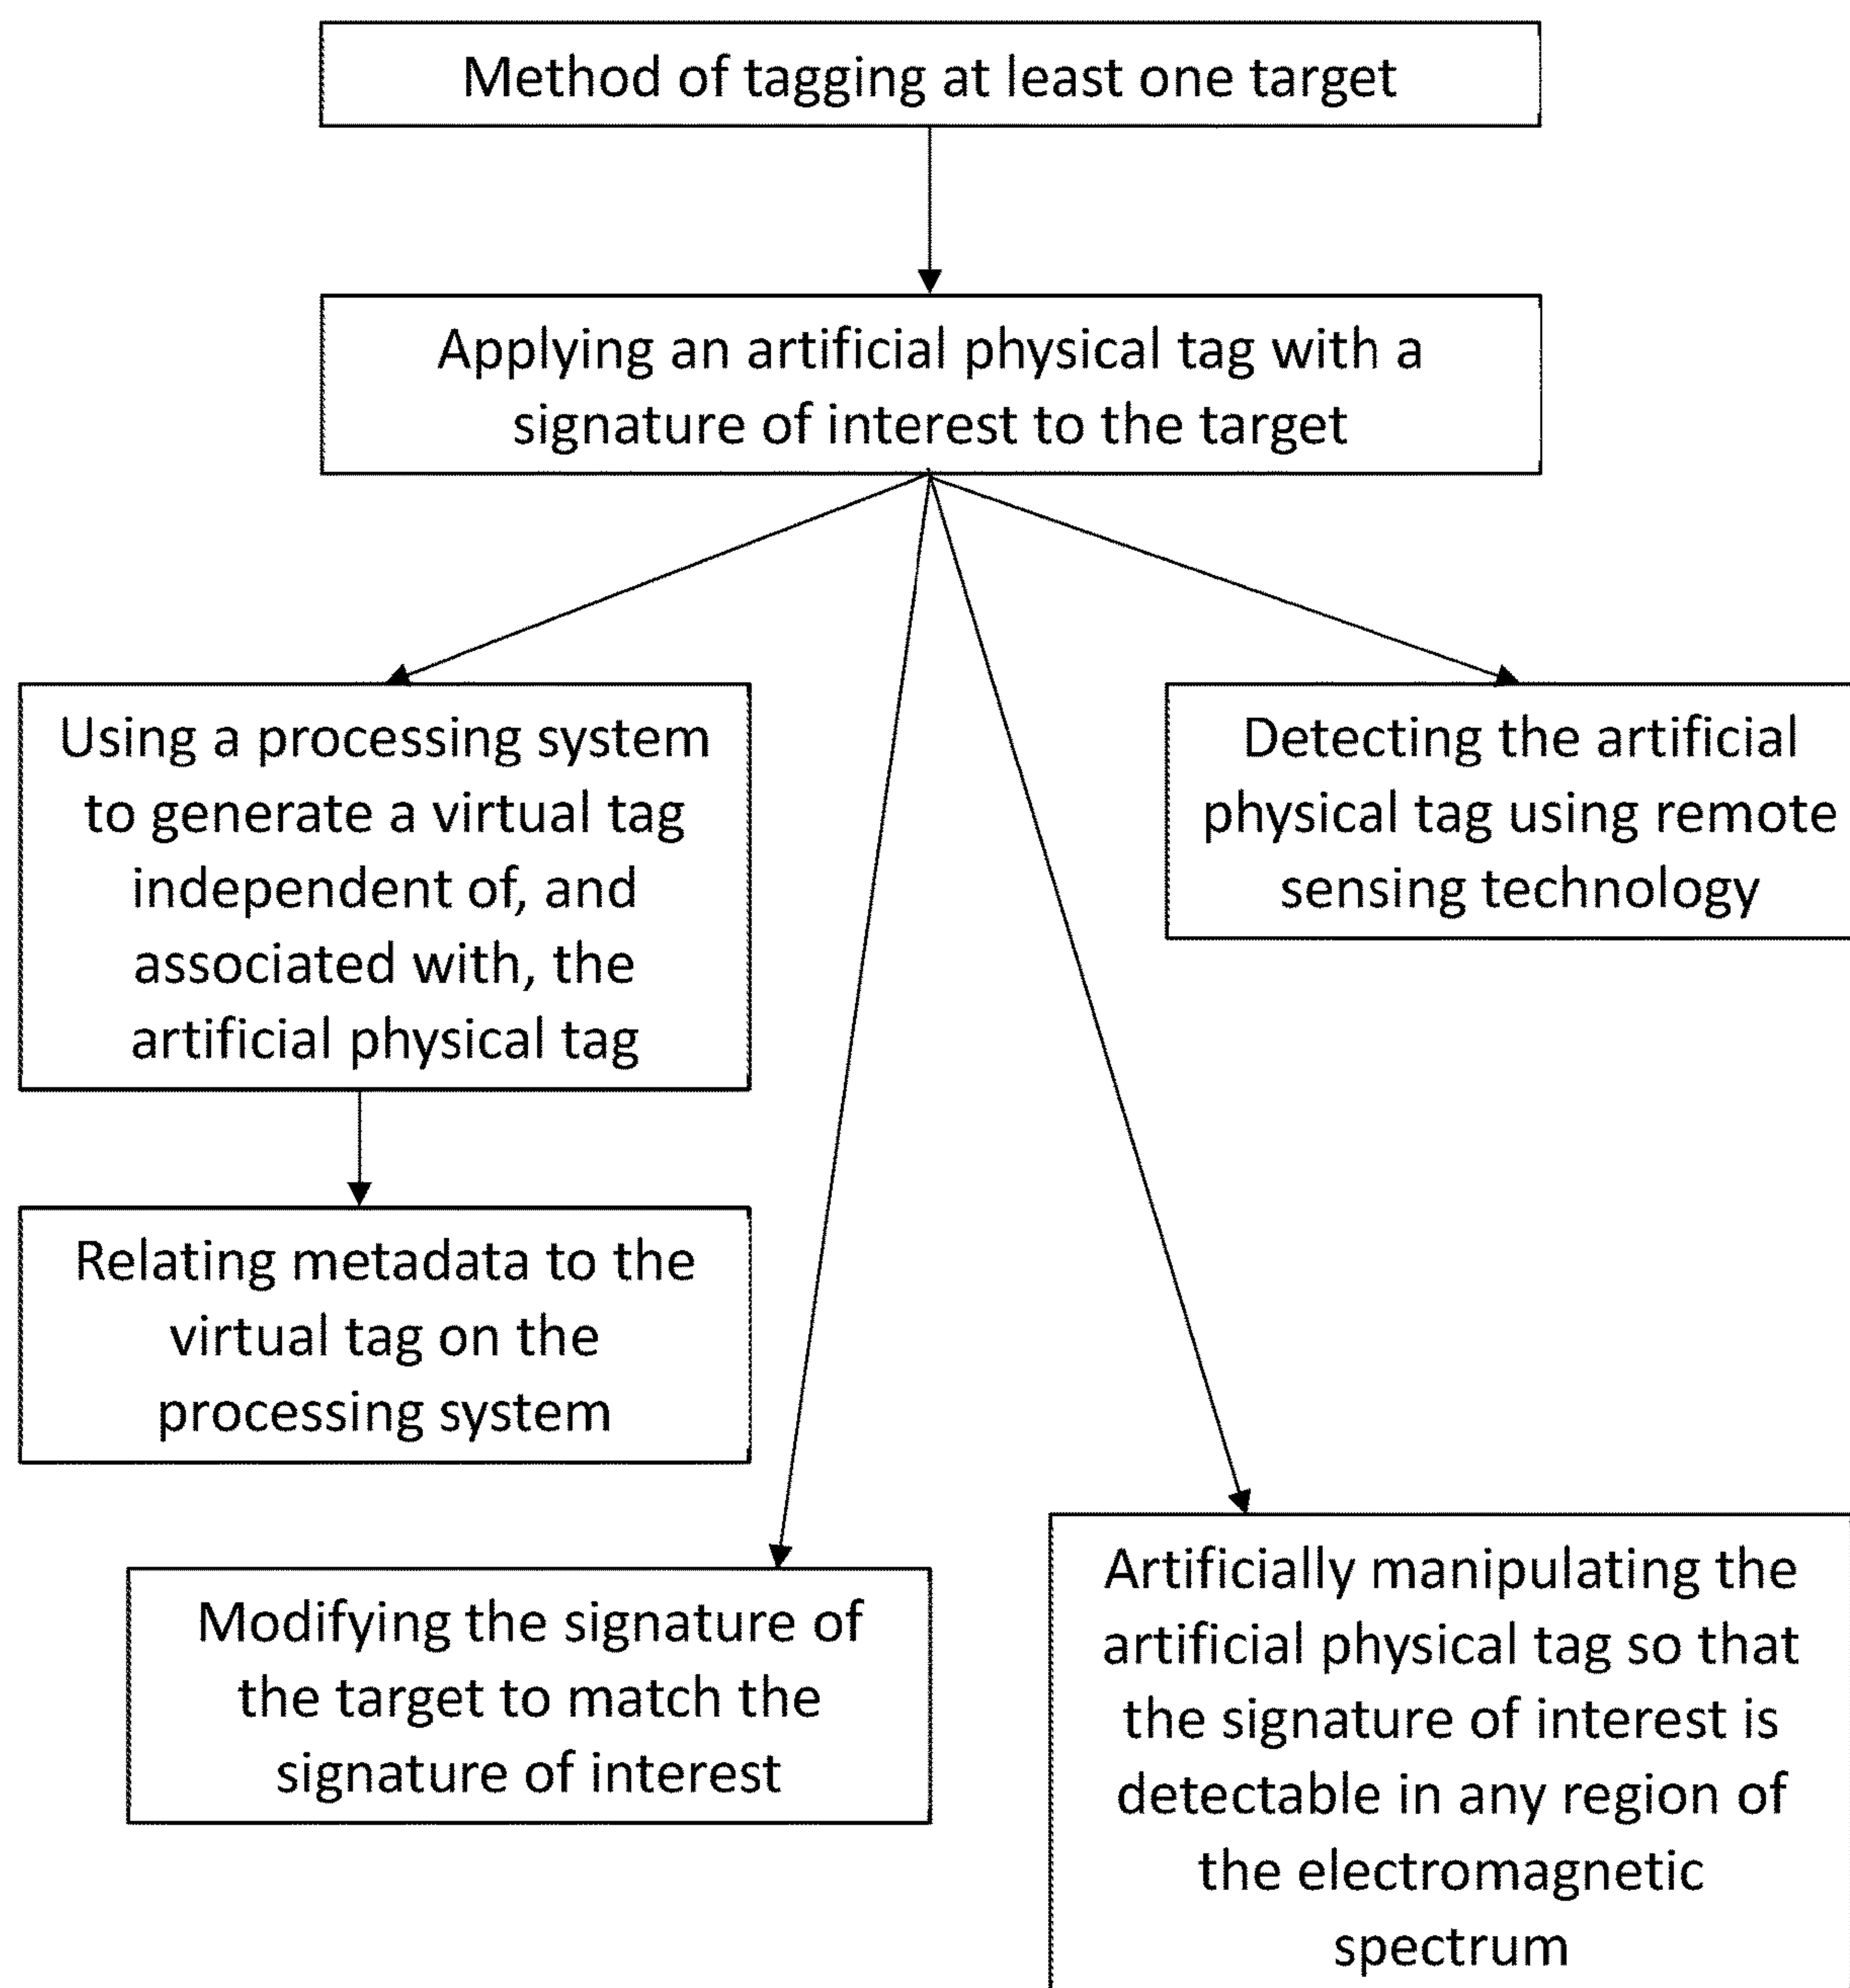 Method of tagging at least one target
Applying an artificial physical tag with a
signature of interest to the target
Using a processing system
to generate a virtual tag
independent of, and
associated with, the
artificial physical tag
Detecting the artificial
physical tag using remote
sensing technology
Relating metadata to the
virtual tag on the
processing system
Modifying the signature of
the target to match the
signature of interest
Artificially manipulating the
artificial physical tag so that
the signature of interest is
detectable in any region of
the electromagnetic
spectrum